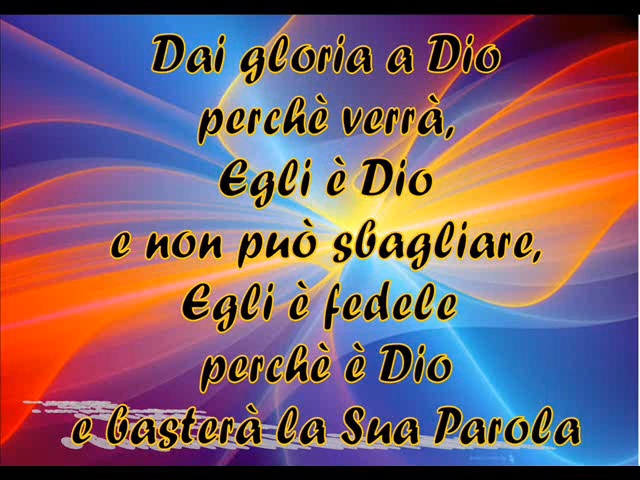 Dai gloria a Dio
perchè verrà,
Egli è Dio
e non può sbagliare,
Egli è fedele
perchè è Dio
e basterà la Sua Parola